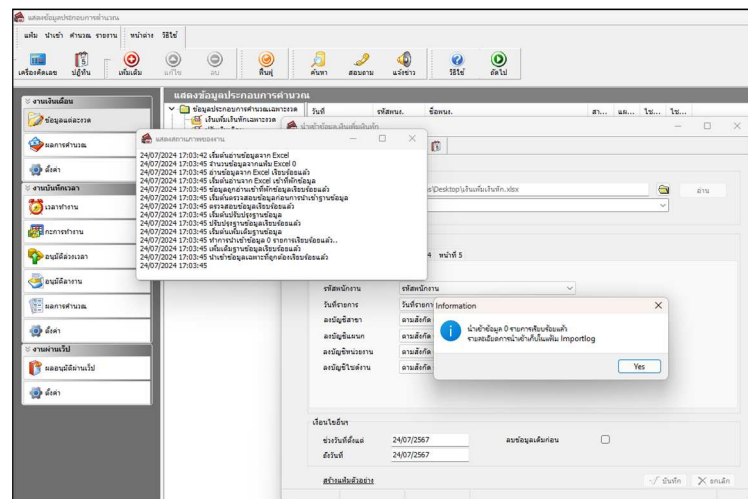 แสดงข้อมูลประกอบการคำนวณ
แฟ้ม นำเข้า คำนวณ รายงาน หน้าต่าง วิธีใช้
เครื่องคิดเลข ปฏิทิน เพิ่มเติม แก้ไข ลบ ฟื้นฟู ค้นหา สอบถาม แจ้งข่าว วิธีใช้ ถัดไป
แสดงข้อมูลประกอบการคำนวณ
งานเงินเดือน
ข้อมูลแต่ละงวด
ผลการคำนวณ
ตั้งค่า
งานบันทึกเวลา
เวลาทำงาน
กะการทำงาน
อนุมัติล่วงเวลา
อนุมัติลางาน
ผลการคำนวณ
ตั้งค่า
งานผ่านเว็ป
ผลอนุมัติผ่านเว็ป
ตั้งค่า
ข้อมูลประกอบการคำนวณเฉพาะงวด
เงินเพิ่มเงินหักเฉพาะงวด
วันที่ รหัสพนง. ชื่อพนง. สา... แผ... ไซ... ไซ...
นำเข้าข้อมูลเงินเพิ่มเงินหัก
แสดงสถานภาพของงาน
24/07/2024 17:03:42 เริ่มต้นอ่านข้อมูลจาก Excel
24/07/2024 17:03:45 จำนวนข้อมูลจากแฟ้ม Excel 0
24/07/2024 17:03:45 อ่านข้อมูลจาก Excel เรียบร้อยแล้ว
24/07/2024 17:03:45 เริ่มต้นอ่านจาก Excel เข้าที่พักข้อมูล
24/07/2024 17:03:45 ข้อมูลถูกอ่านเข้าที่พักข้อมูลเรียบร้อยแล้ว
24/07/2024 17:03:45 เริ่มต้นตรวจสอบข้อมูลก่อนการนำเข้าฐานข้อมูล
24/07/2024 17:03:45 ตรวจสอบข้อมูลเรียบร้อยแล้ว
24/07/2024 17:03:45 เริ่มต้นปรับปรุงฐานข้อมูล
24/07/2024 17:03:45 ปรับปรุงฐานข้อมูลเรียบร้อยแล้ว
24/07/2024 17:03:45 เริ่มต้นเพิ่มเติมฐานข้อมูล
24/07/2024 17:03:45 ทำการนำเข้าข้อมูล 0 รายการเรียบร้อยแล้ว..
24/07/2024 17:03:45 เพิ่มเติมฐานข้อมูลเรียบร้อยแล้ว
24/07/2024 17:03:45 นำเข้าข้อมูลเฉพาะที่ถูกต้องเรียบร้อยแล้ว
24/07/2024 17:03:45
s\Desktop\เงินเพิ่มเงินหัก.xlsx อ่าน
4 หน้าที่ 5
รหัสพนักงาน รหัสพนักงาน
วันที่รายการ วันที่รายการ
ลงบัญชีสาขา ตามสังกัด
ลงบัญชีแผนก ตามสังกัด
ลงบัญชีหน่วยงาน ตามสังกัด
ลงบัญชีไซต์งาน ตามสังกัด
Information
นำเข้าข้อมูล 0 รายการเรียบร้อยแล้ว
รายละเอียดการนำเข้าเก็บในแฟ้ม Importlog
Yes
เงื่อนไขอื่นๆ
ช่วงวันที่ตั้งแต่ 24/07/2567 ลบข้อมูลเดิมก่อน
ถึงวันที่ 24/07/2567
สร้างแฟ้มตัวอย่าง บันทึก ยกเลิก